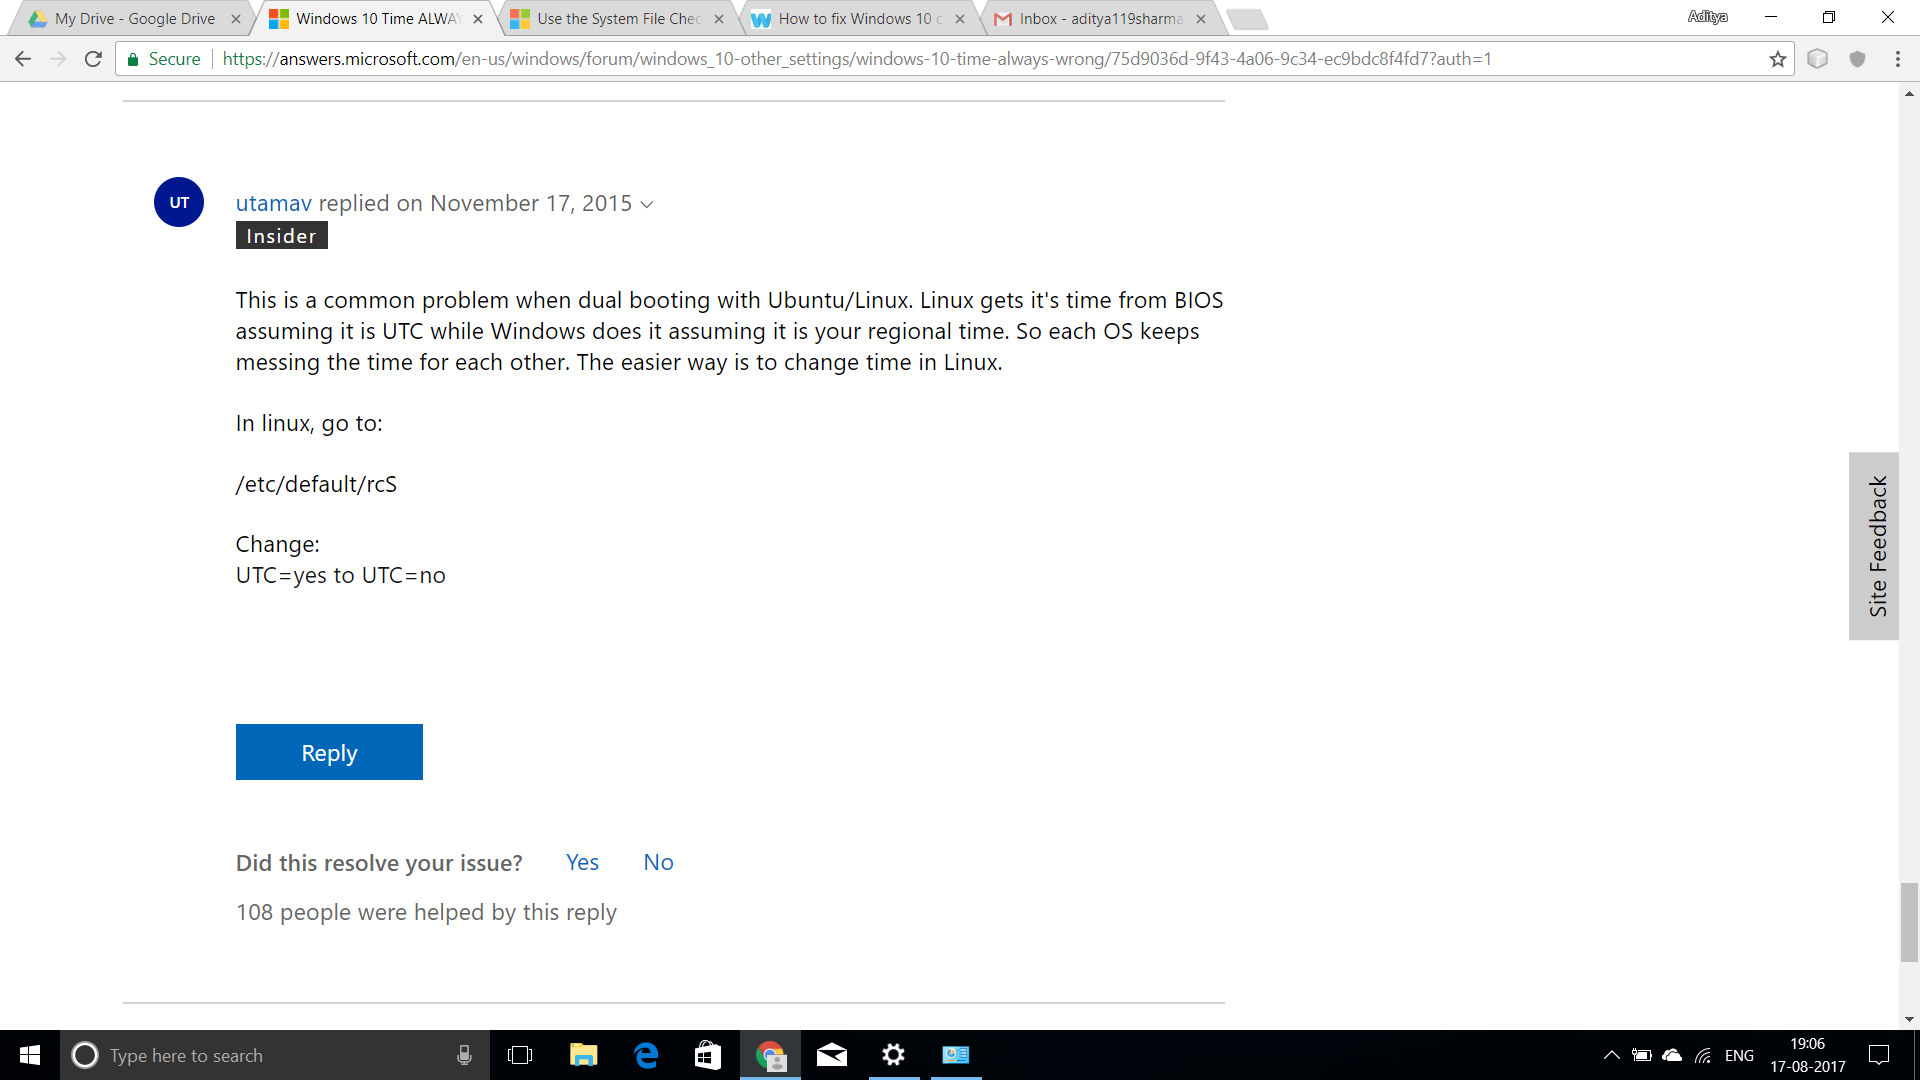 My Drive - Google Drive
Windows 10 Time ALWA
Use the System File Chec
How to fix Windows 10 c
Inbox - aditya119sharma
Aditya
Secure
https://answers.microsoft.com/en-us/windows/forum/windows_10-other_settings/windows-10-time-always-wrong/75d9036d-9f43-4a06-9c34-ec9bdc8f4fd7?auth=1
UT
utamav replied on November 17, 2015
Insider
This is a common problem when dual booting with Ubuntu/Linux. Linux gets it's time from BIOS
assuming it is UTC while Windows does it assuming it is your regional time. So each OS keeps
messing the time for each other. The easier way is to change time in Linux.
In linux, go to:
/etc/default/rcS
Change:
UTC=yes to UTC=no
Reply
Did this resolve your issue? Yes No
108 people were helped by this reply
Site Feedback
Type here to search
ENG
19:06
17-08-2017